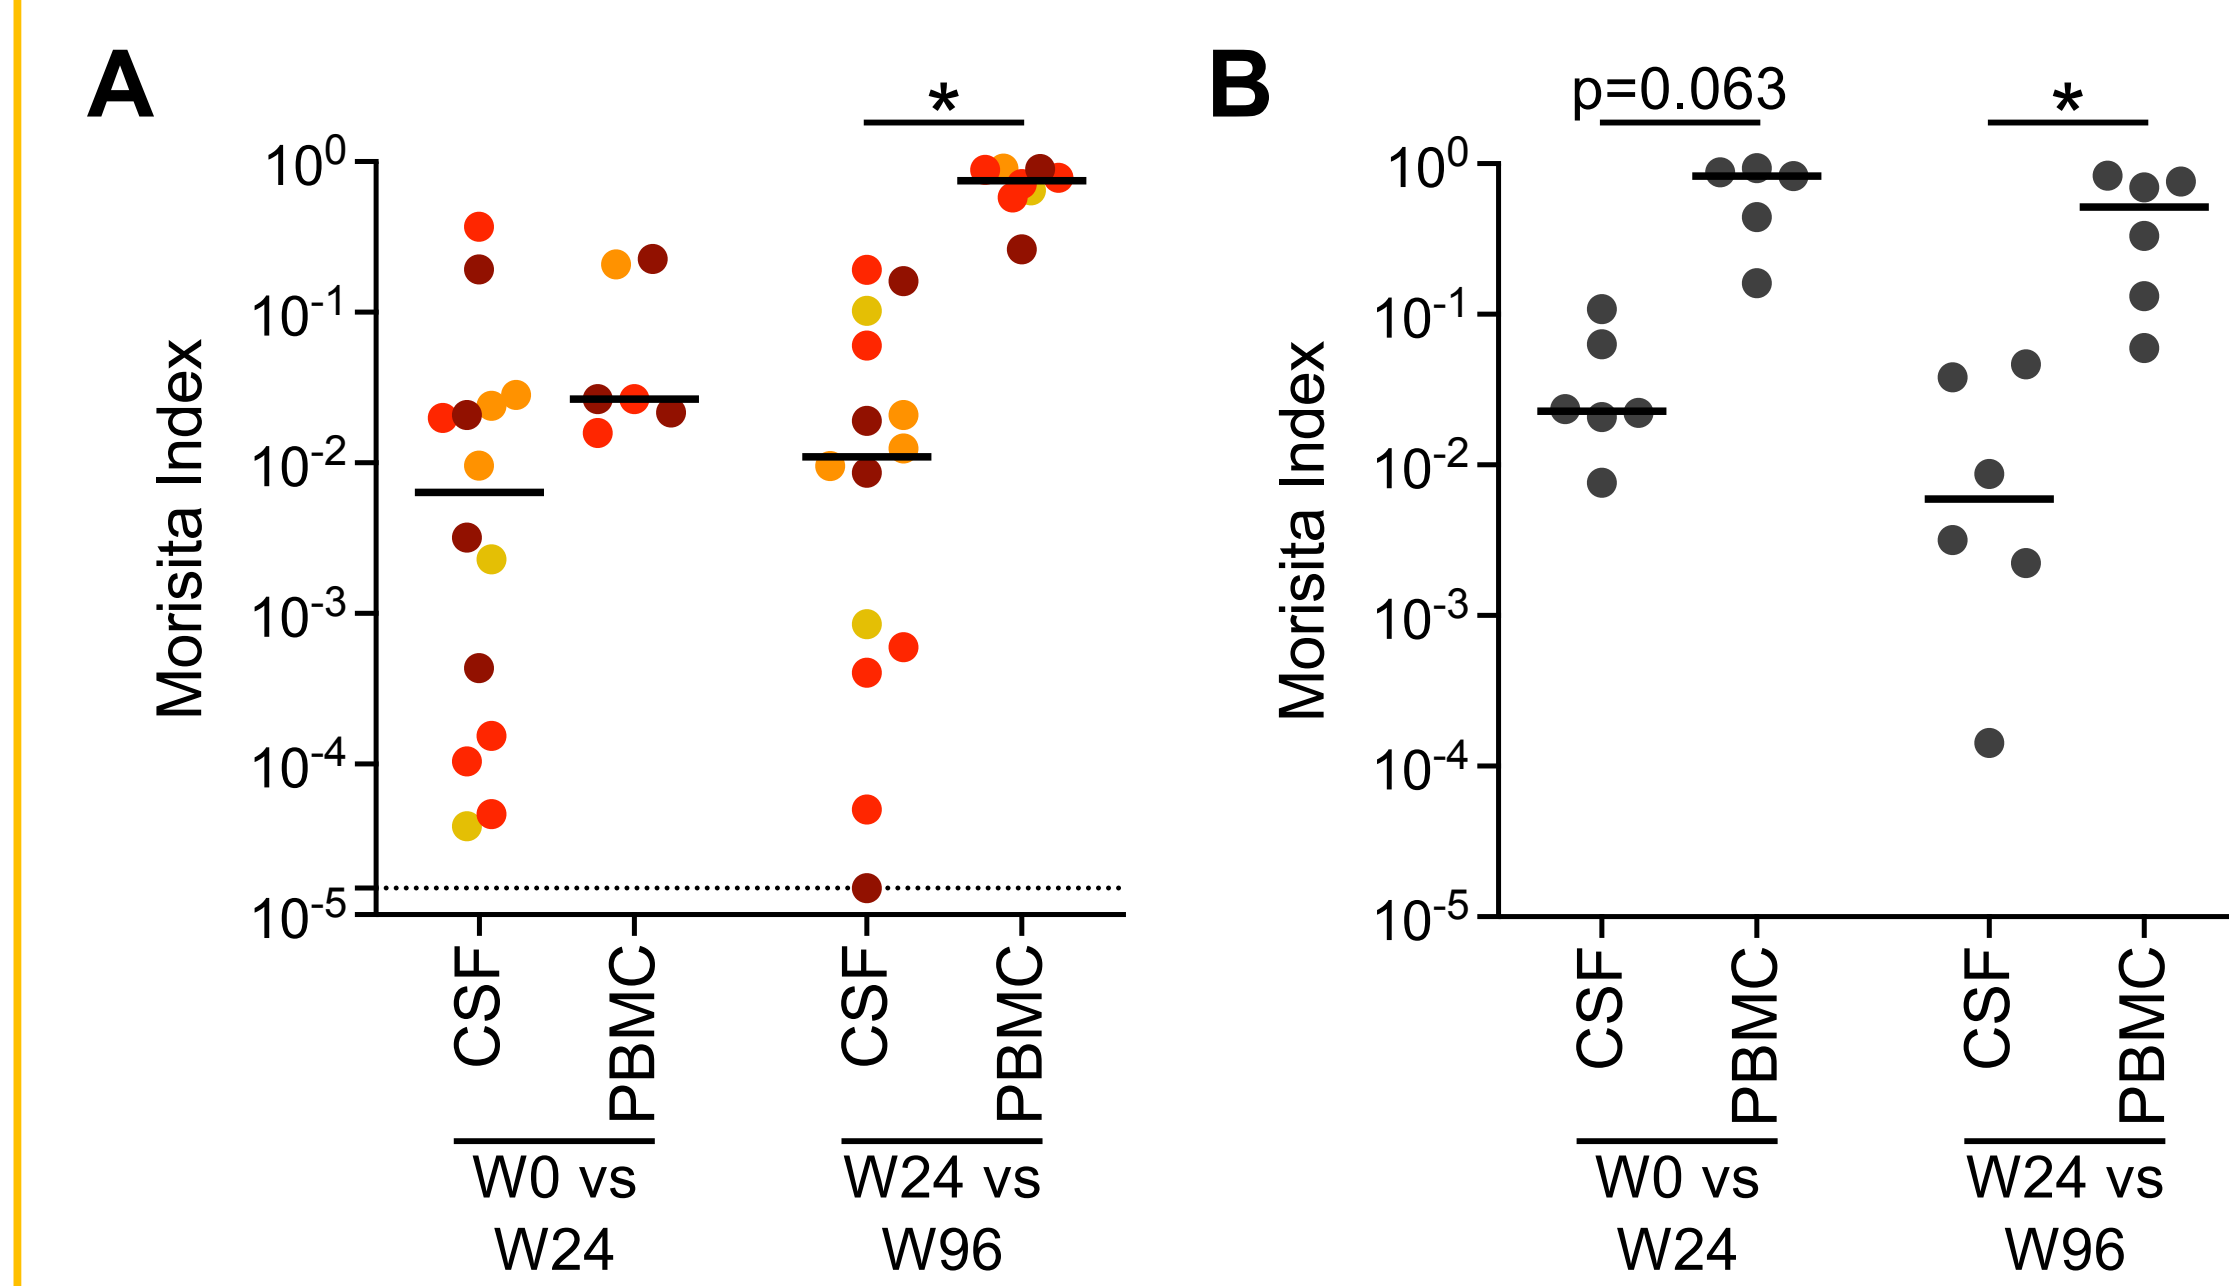 A
*
Morisita Index
10^0
10^-1
10^-2
10^-3
10^-4
10^-5
CSF
PBMC
CSF
PBMC
W0 vs
W24
W24 vs
W96
B
p=0.063
*
Morisita Index
10^0
10^-1
10^-2
10^-3
10^-4
10^-5
CSF
PBMC
CSF
PBMC
W0 vs
W24
W24 vs
W96